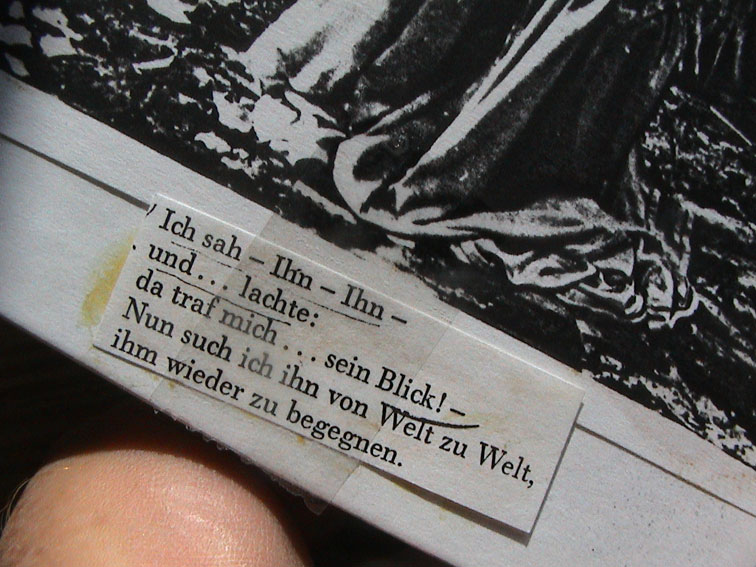 Ich sah – Ihn – Ihn –
und . . . lachte:
da traf mich . . . sein Blick! –
Nun such ich ihn von Welt zu Welt,
ihm wieder zu begegnen.